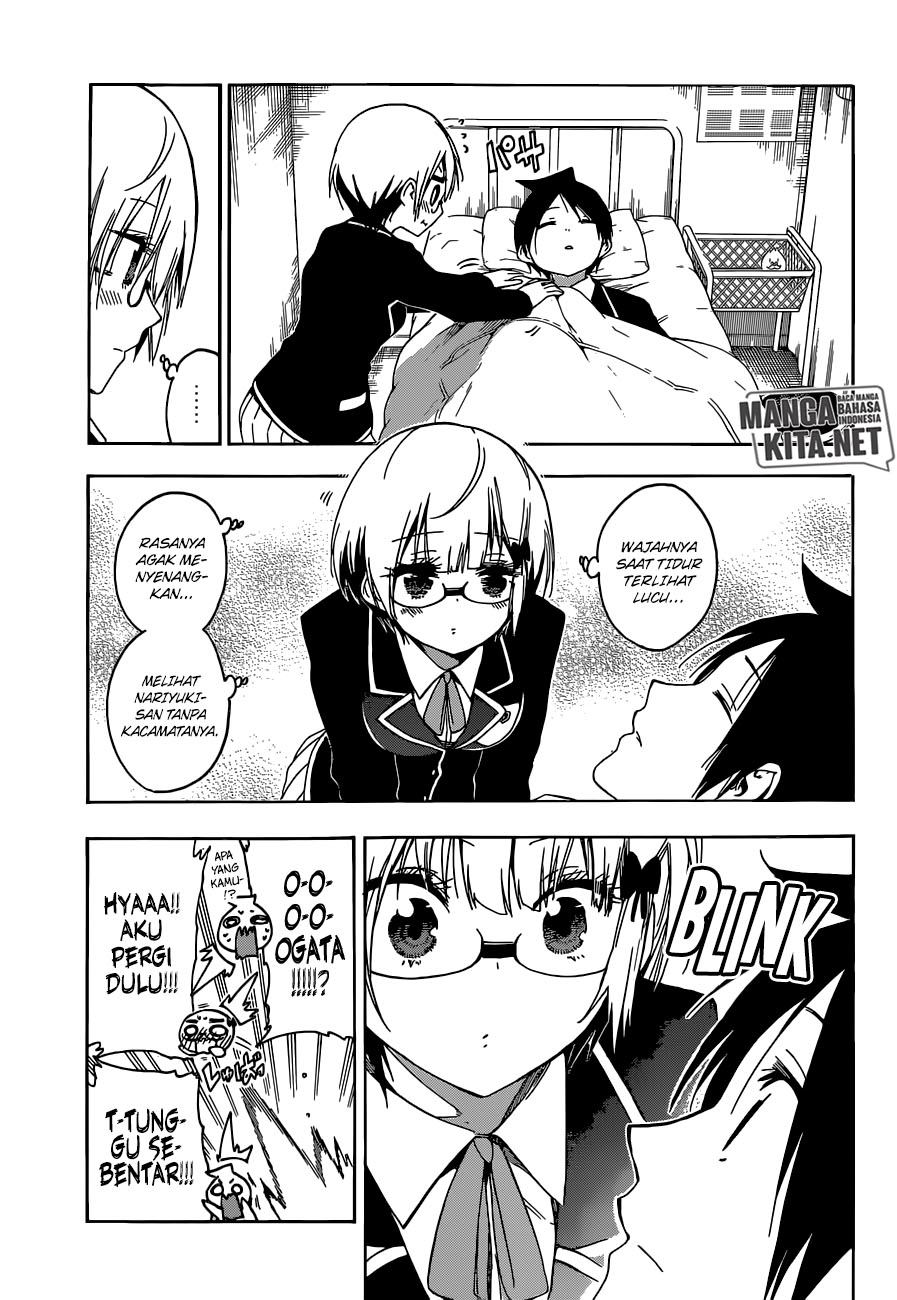 パサ
........
MANGA
KITA.NET
BACA MANGA
BAHASA
INDONESIA
WAJAHNYA
SAAT TIDUR
TERLIHAT
LUCU...
RASANYA
AGAK ME-
NYENANG-
KAN...
MELIHAT
NARIYUKI-
SAN TANPA
KACAMATANYA.
BLINK
O-O-
O-O-
OGATA
!!!!!?
APA
YANG
KAMU-
!?
HYAAA!!
AKU
PERGI
DULU!!!
T-TUNG-
GU SE-
BENTAR!!!